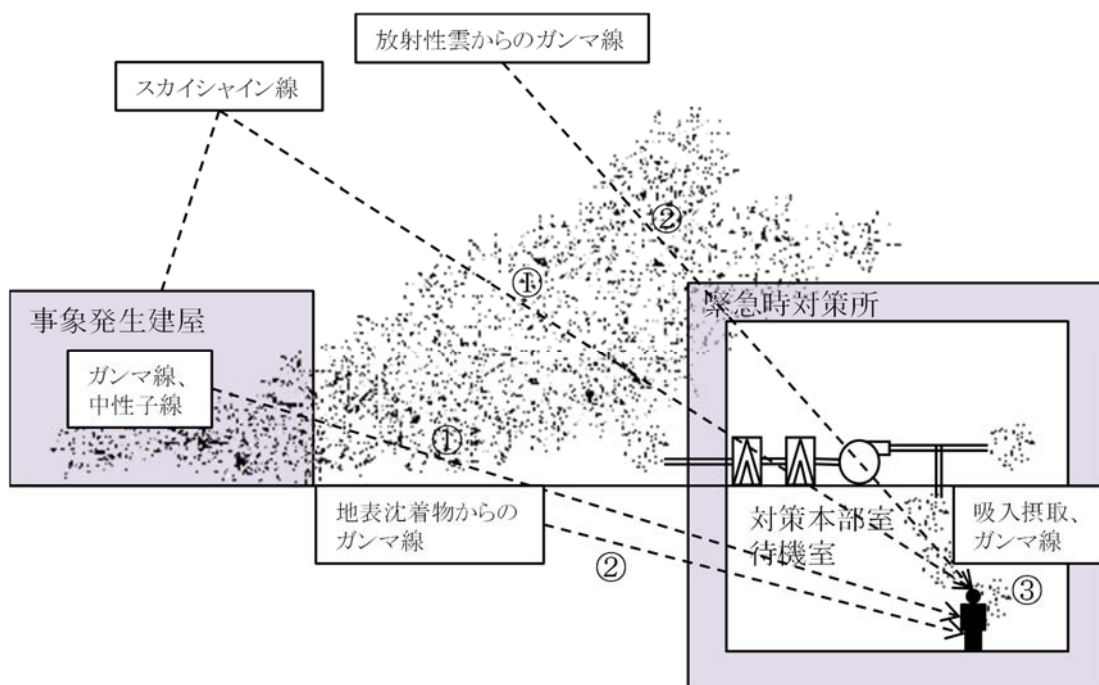 放射性雲からのガンマ線
スカイシャイン線
②
①
事象発生建屋
緊急時対策所
ガンマ線、
中性子線
①
地表沈着物からの
ガンマ線
②
対策本部室
待機室
吸入摂取、
ガンマ線
③